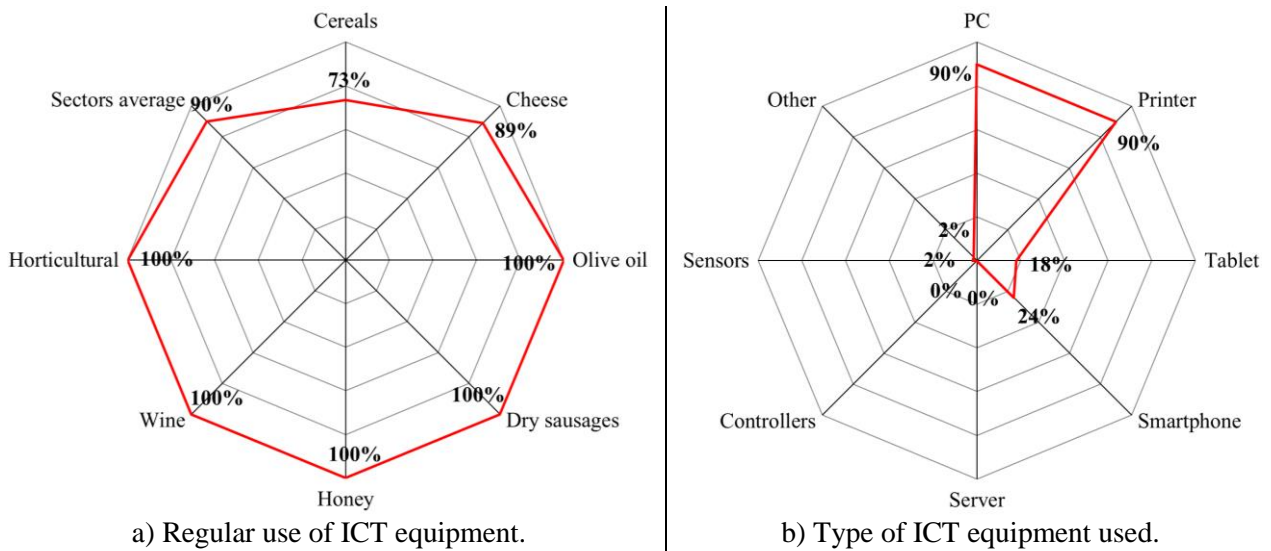 Cereals
73%
Sectors average
90%
Cheese
89%
Horticultural
100%
100%
Olive oil
100%
Wine
100%
Dry sausages
100%
Honey
a) Regular use of ICT equipment.
PC
90%
Other
Printer
90%
2%
Sensors
2%
18%
Tablet
0%
0%
24%
Controllers
Smartphone
Server
b) Type of ICT equipment used.